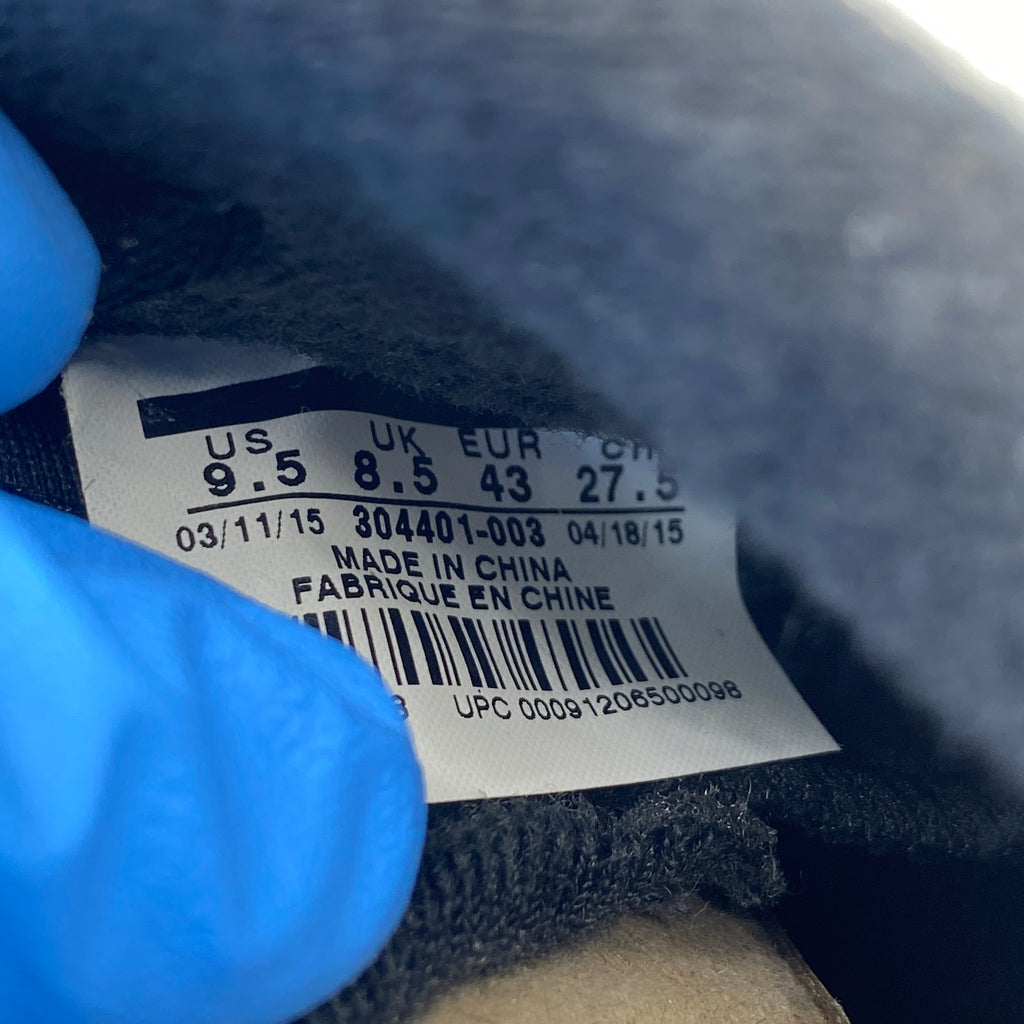 US UK EUR
9.5 8.5 43 27.5
03/11/15 304401-003 04/18/15
MADE IN CHINA
FABRIQUE EN CHINE
UPC 00091206500098